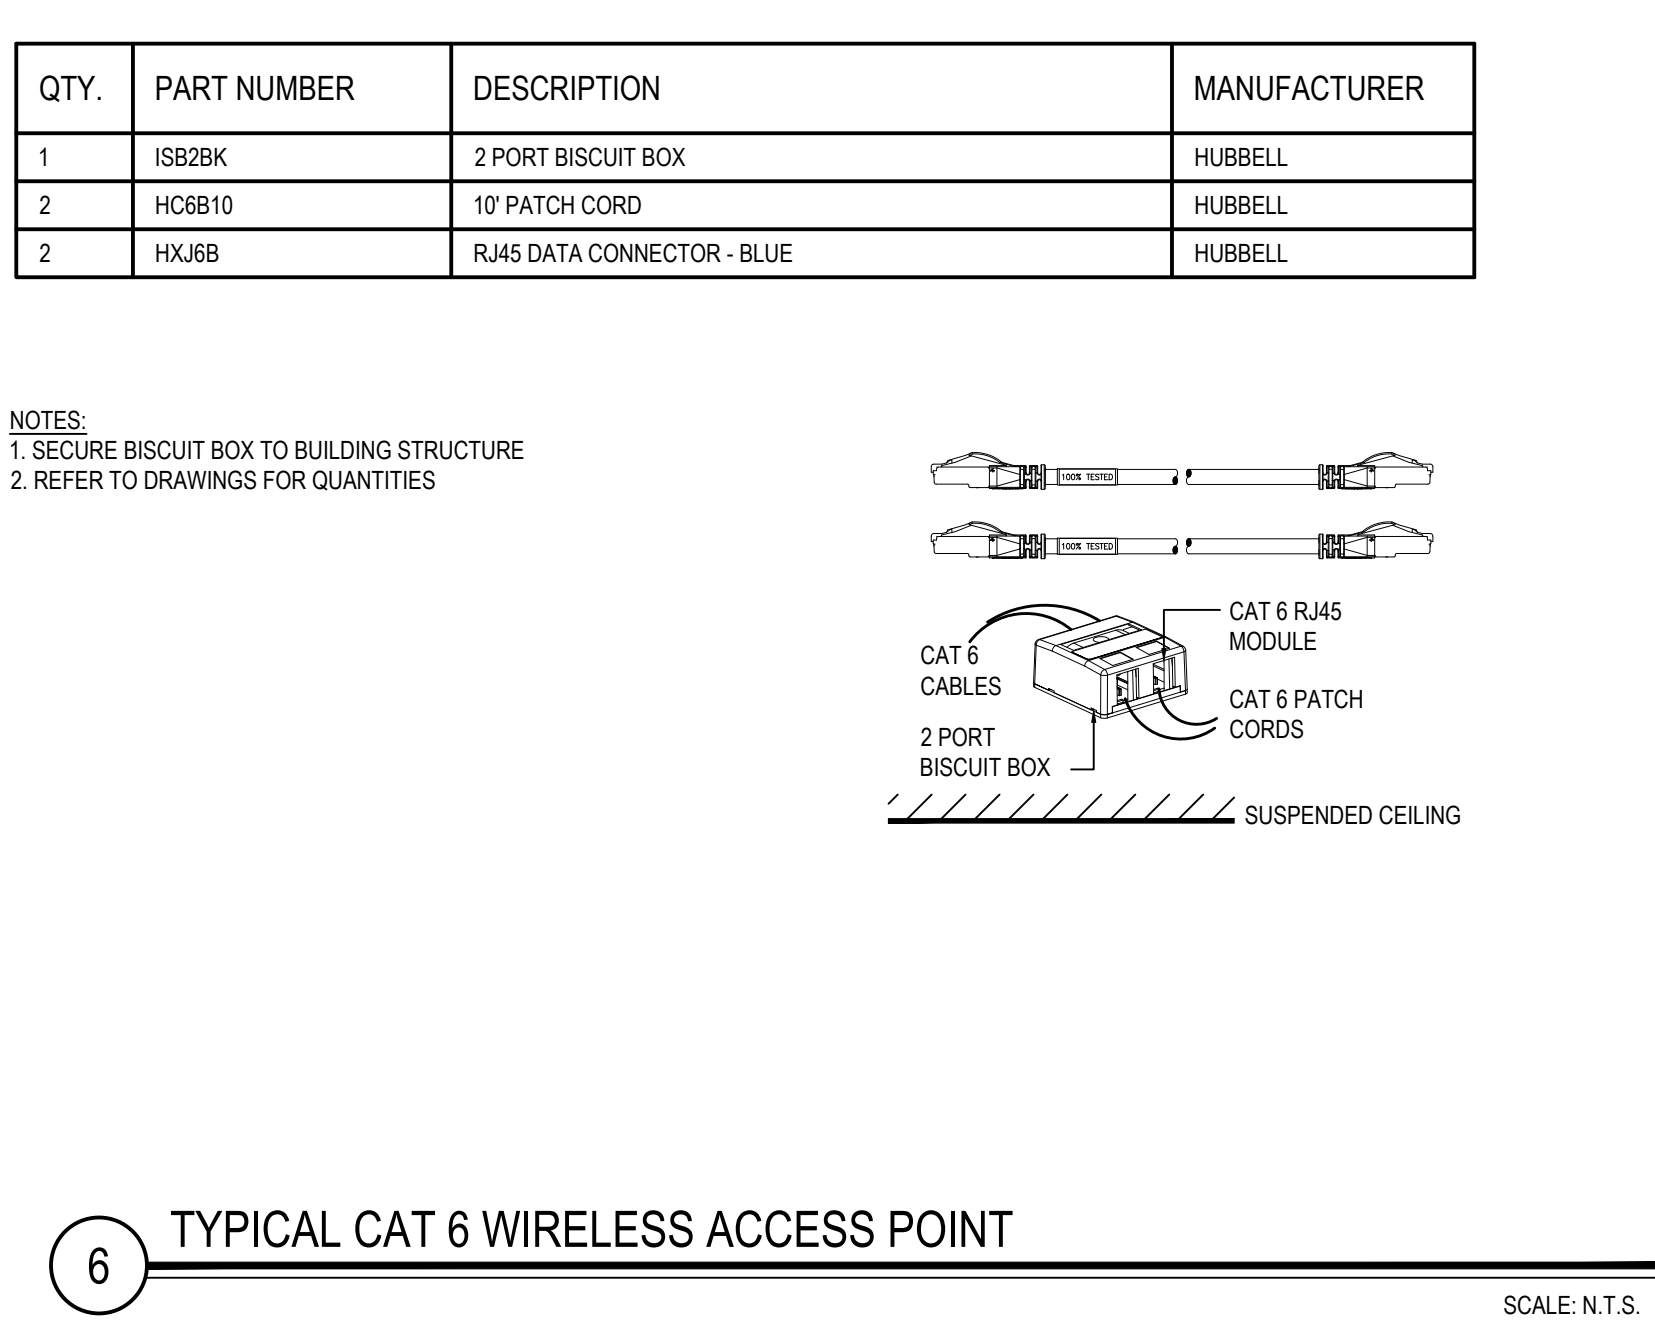 QTY. PART NUMBER DESCRIPTION MANUFACTURER
1 ISB2BK 2 PORT BISCUIT BOX HUBBELL
2 HC6B10 10' PATCH CORD HUBBELL
2 HXJ6B RJ45 DATA CONNECTOR - BLUE HUBBELL
NOTES:
1. SECURE BISCUIT BOX TO BUILDING STRUCTURE
2. REFER TO DRAWINGS FOR QUANTITIES
100% TESTED
100% TESTED
CAT 6 RJ45
MODULE
CAT 6
CABLES
CAT 6 PATCH
CORDS
2 PORT
BISCUIT BOX
SUSPENDED CEILING
6
TYPICAL CAT 6 WIRELESS ACCESS POINT
SCALE: N.T.S.